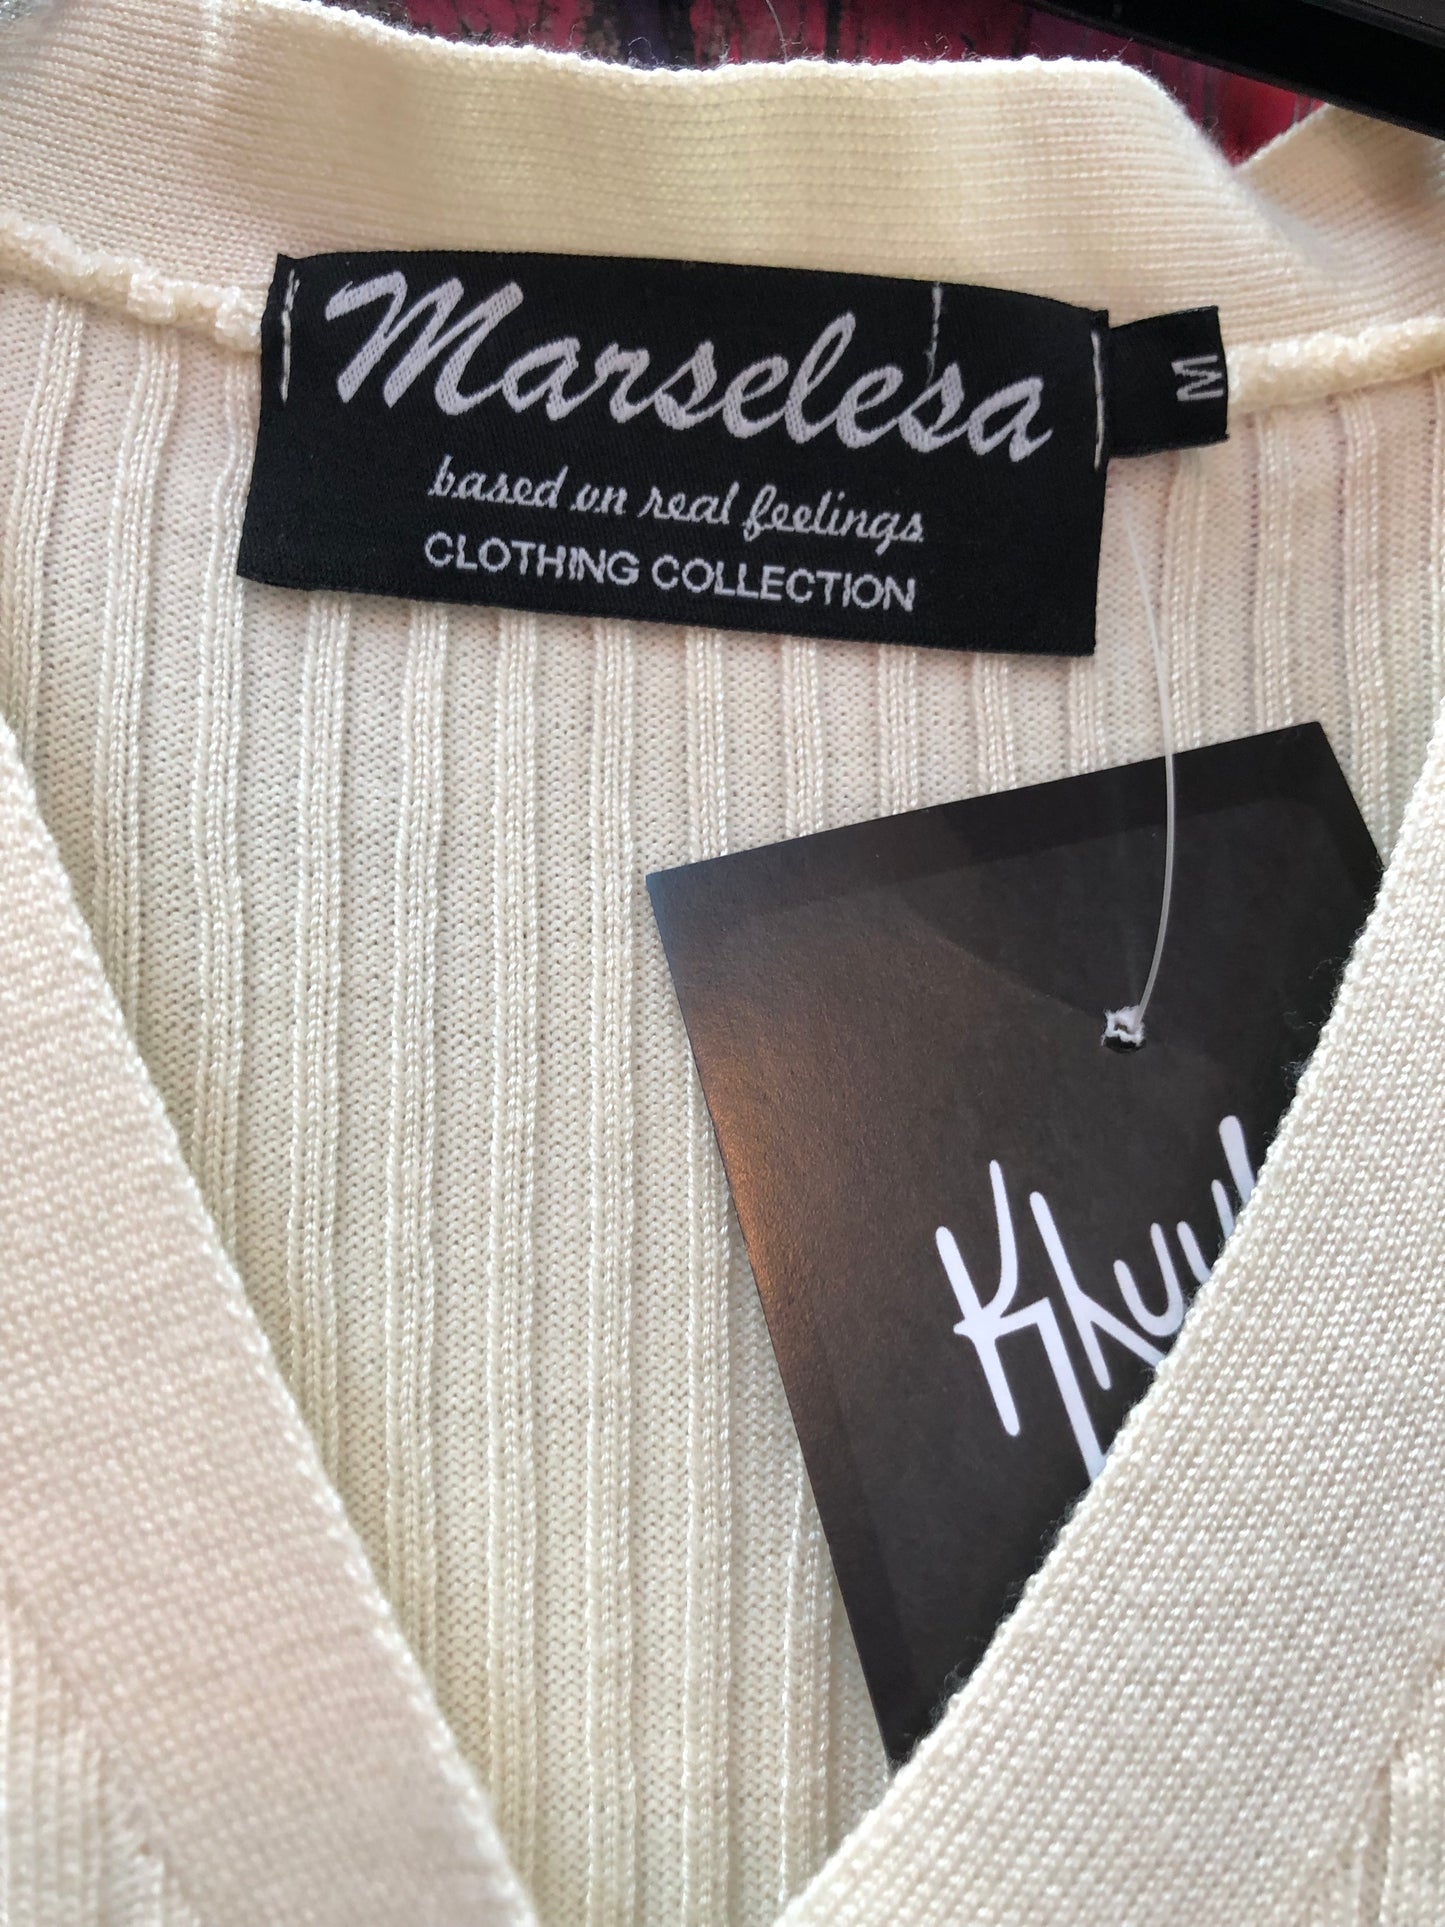 Marselesa
M
based on real feelings
CLOTHING COLLECTION